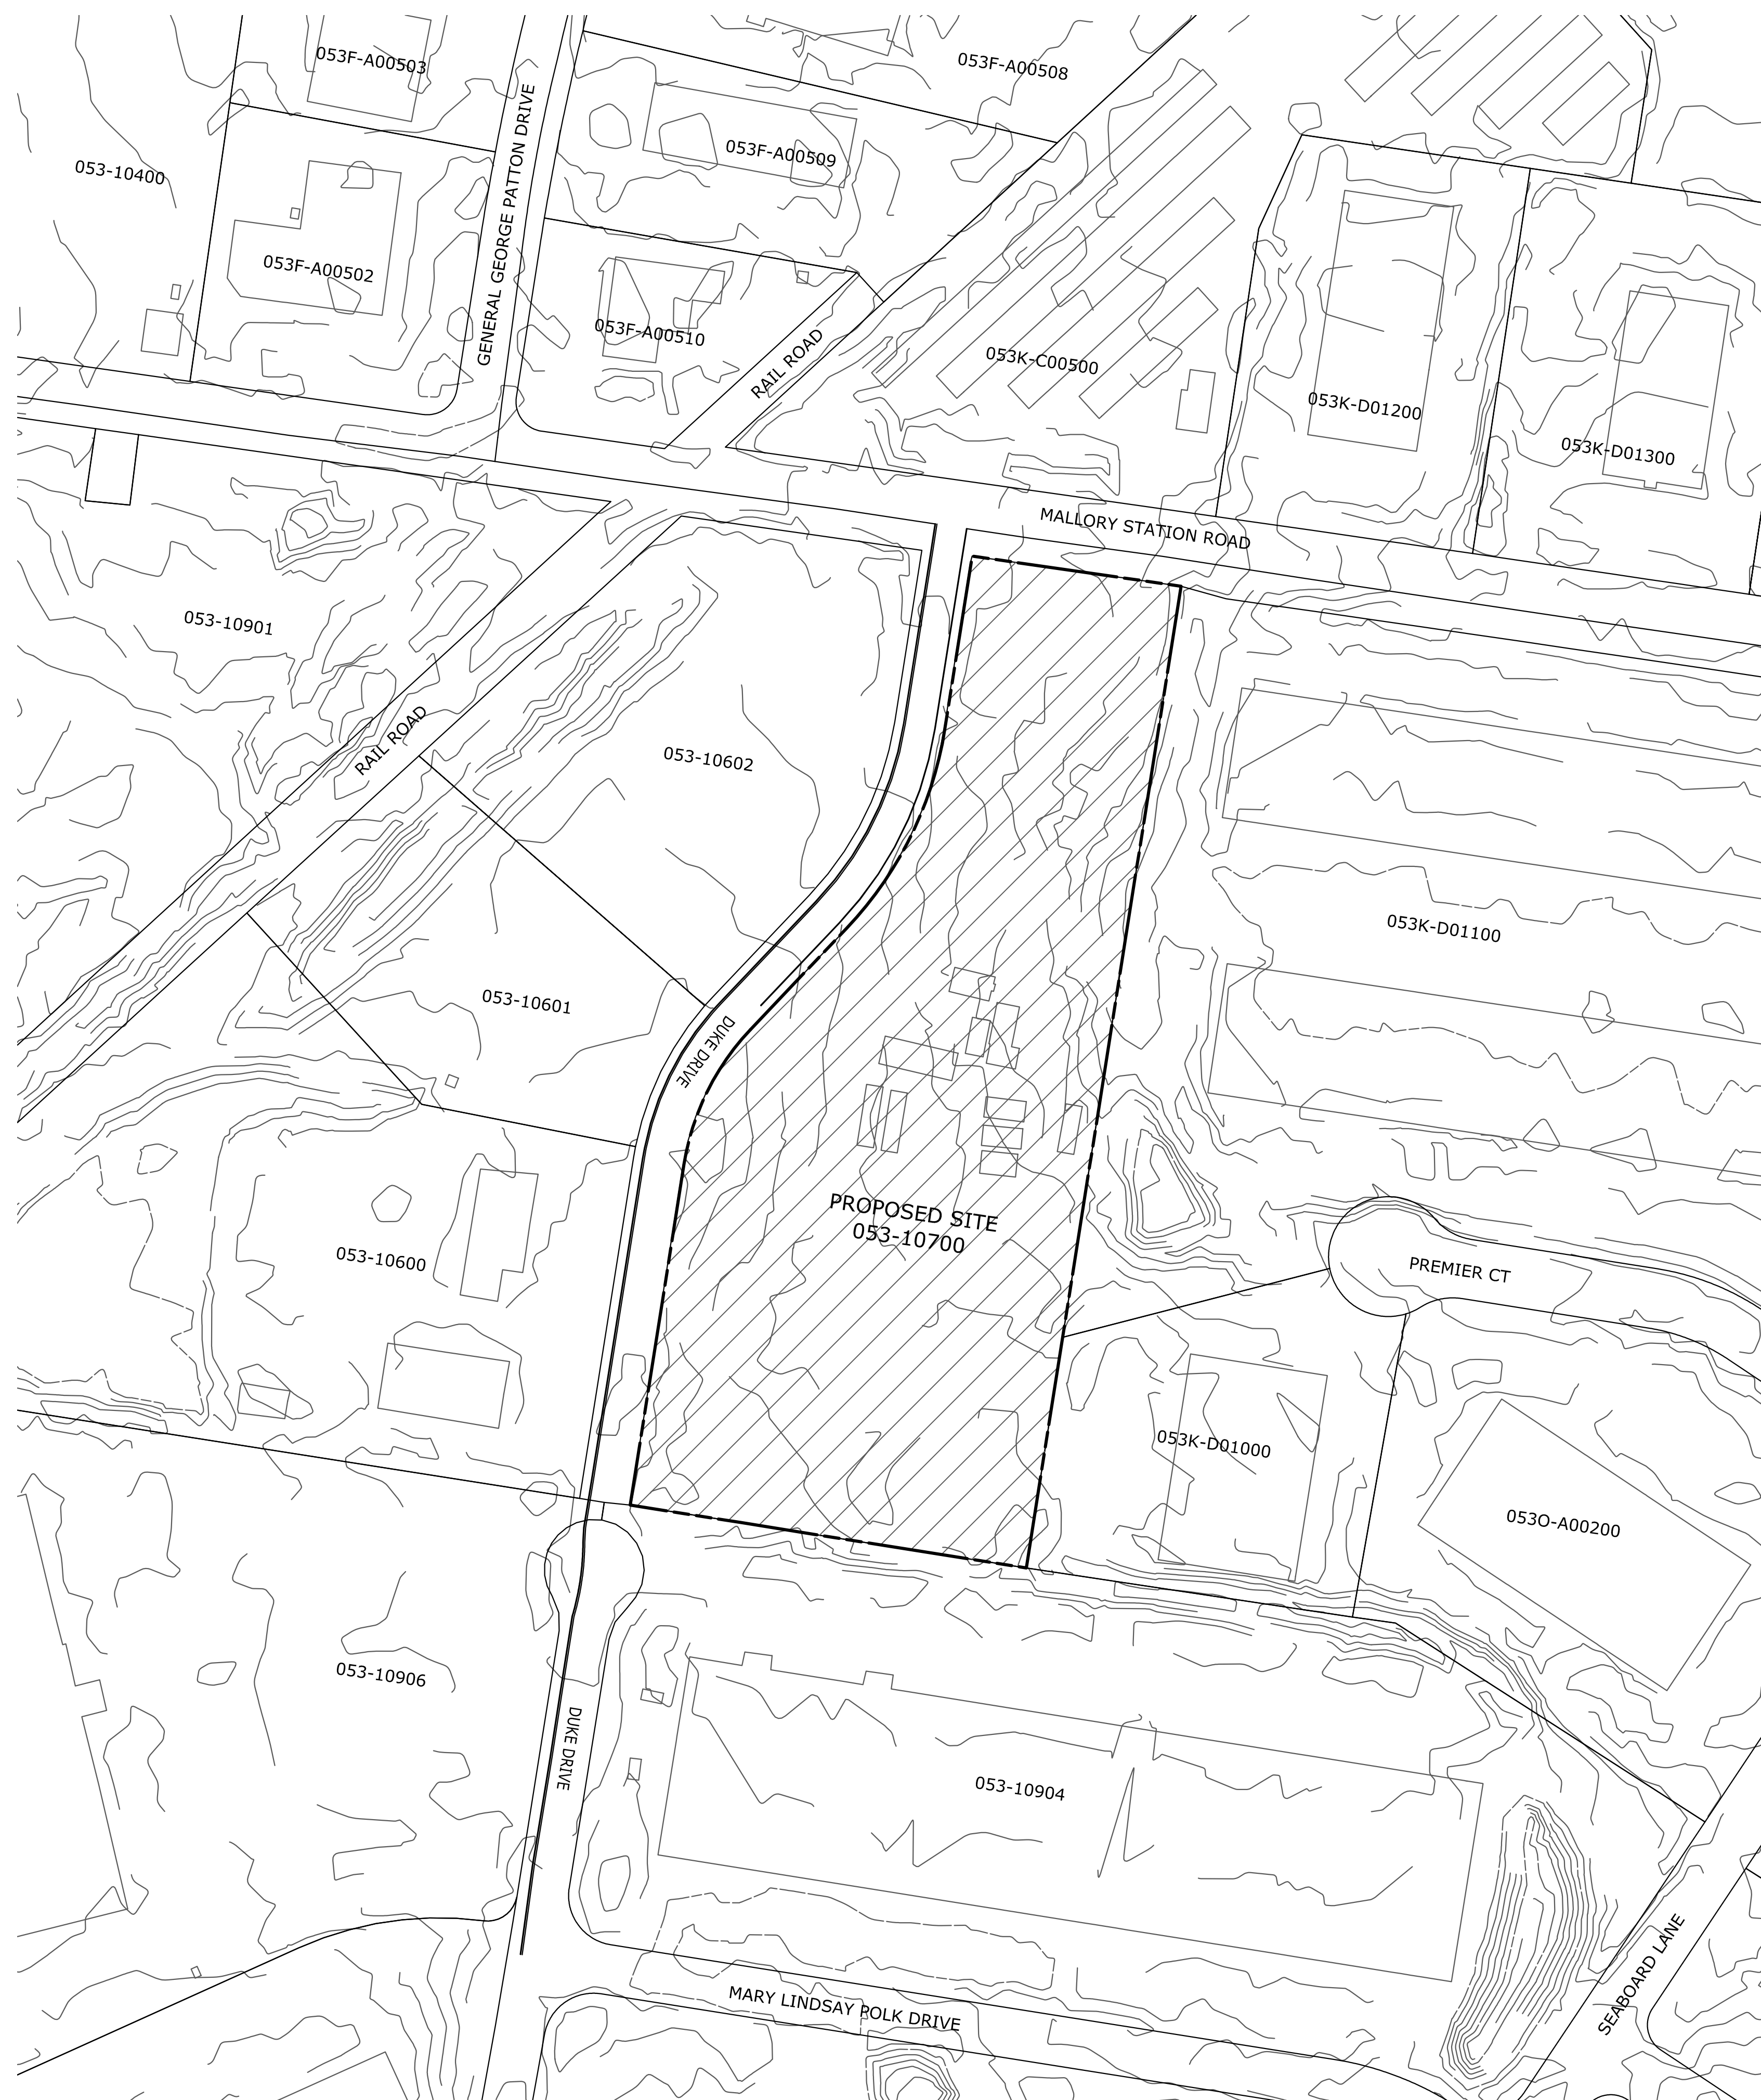 053F-A00503
053F-A00508
GENERAL GEORGE PATTON DRIVE
053F-A00509
053-10400
053F-A00502
053F-A00510
RAIL ROAD
053K-C00500
053K-D01200
053K-D01300
MALLORY STATION ROAD
053-10901
RAIL ROAD
053-10602
053K-D01100
053-10601
DUKE DRIVE
PROPOSED SITE
053-10700
053-10600
PREMIER CT
053K-D01000
053O-A00200
053-10906
DUKE DRIVE
053-10904
SEABOARD LANE
MARY LINDSAY POLK DRIVE